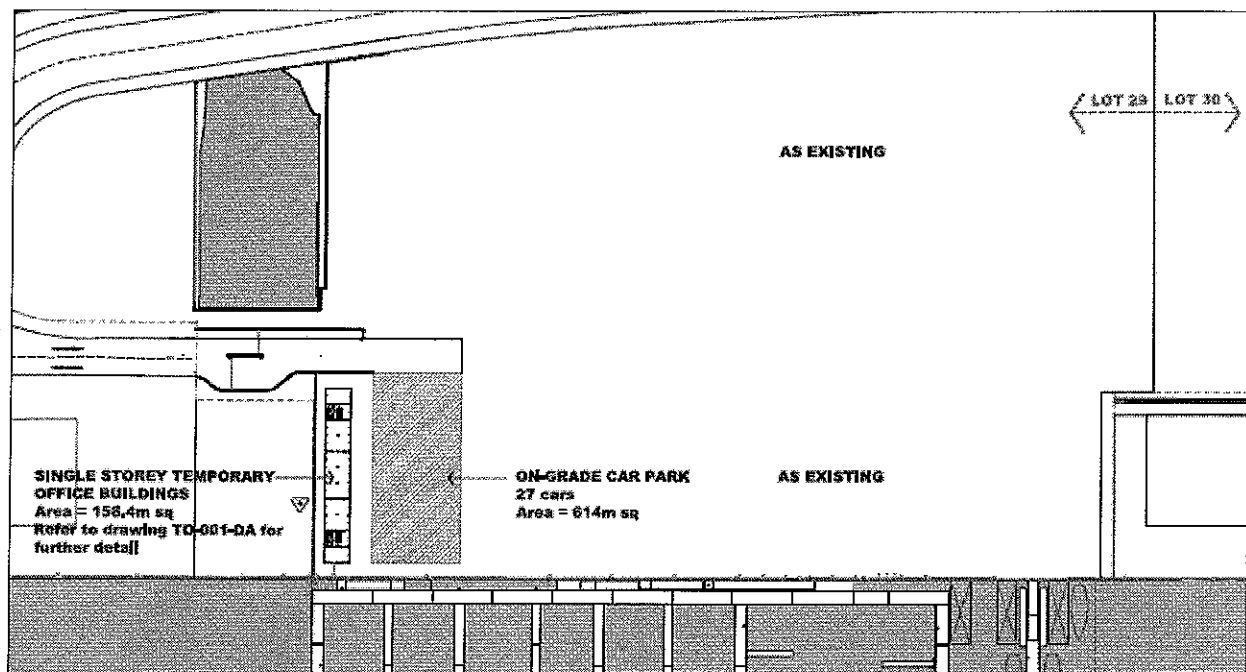 LOT 29 LOT 30
AS EXISTING
SINGLE STOREY TEMPORARY
OFFICE BUILDINGS
Area = 158.4m sq
Refer to drawing TO-001-DA for
further detail
ON-GRADE CAR PARK
27 cars
Area = 614m sq
AS EXISTING